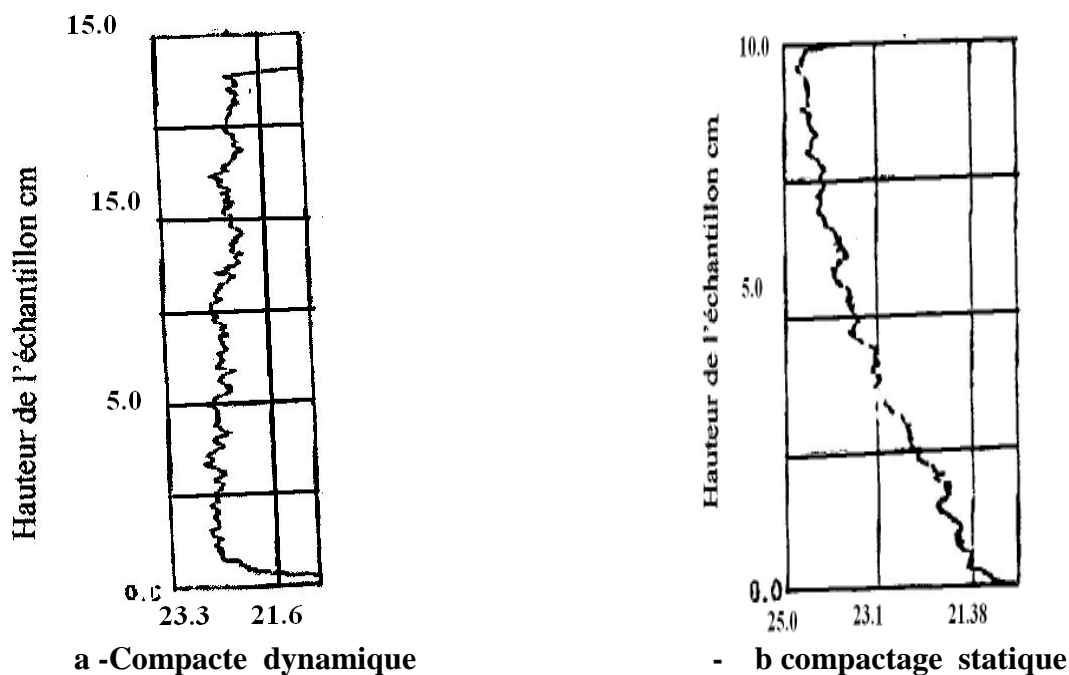 15.0
15.0
5.0
0.0
Hauteur de l'échantillon cm
23.3 21.6
a -Compacte dynamique
10.0
5.0
0.0
Hauteur de l'échantillon cm
25.0 23.1 21.38
- b compactage statique